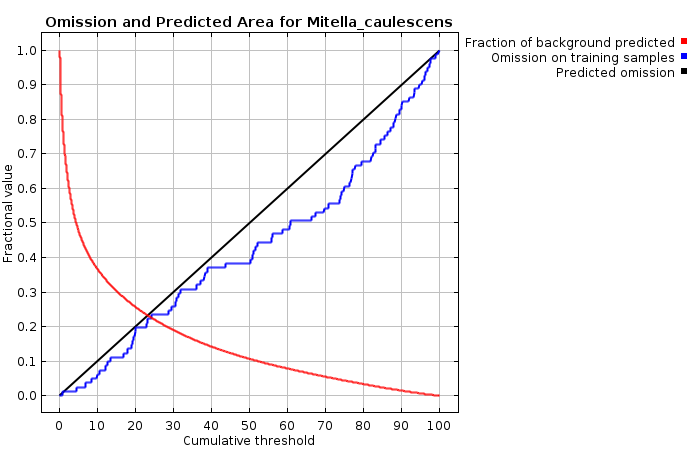 Omission and Predicted Area for Mitella_caulescens
Fraction of background predicted
Omission on training samples
Predicted omission
Fractional value
1.0
0.9
0.8
0.7
0.6
0.5
0.4
0.3
0.2
0.1
0.0
0 10 20 30 40 50 60 70 80 90 100
Cumulative threshold